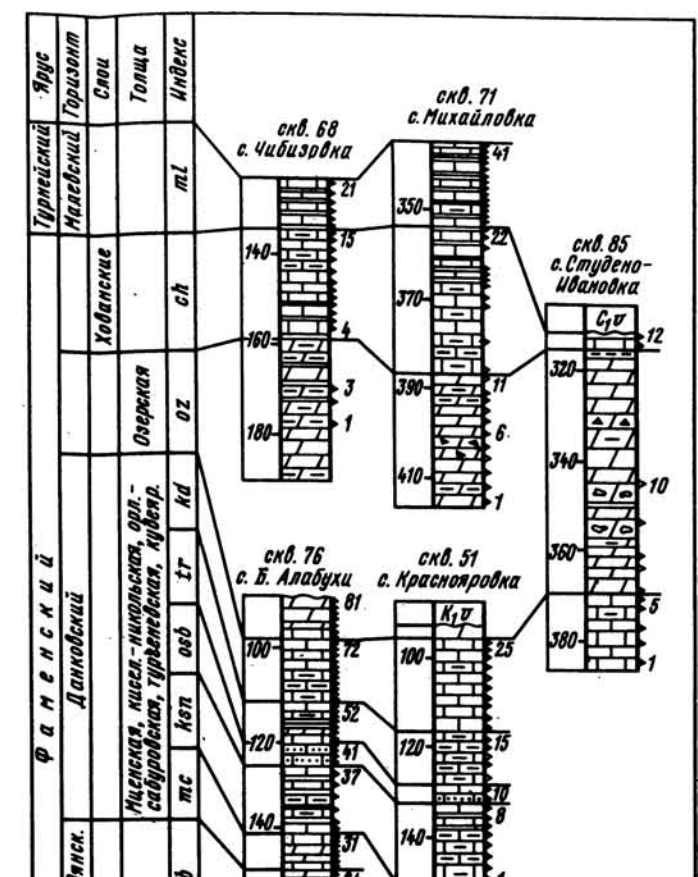 Ярус
Горизонт
Слои
Толща
Индекс
Турнейский
Малевский
ml
Фаменский
Хованские
ch
Озерская
oz
Данковский
Мценская, кисел.-никольская, орл.-
сабуровская, тургеневская, кудеяр.
kd
tr
osb
ksn
mc
скв. 68
с. Чибизовка
21
15
140
4
160
3
1
180
скв. 71
с. Михайловка
41
350
22
370
11
390
6
410
1
скв. 85
с. Студено-
Ивановка
C₁v
12
320
340
10
360
5
380
1
скв. 76
с. Б. Алабухи
81
100
72
52
120
41
37
140
31
скв. 51
с. Краснояровка
K₁v
100
25
120
15
10
8
140